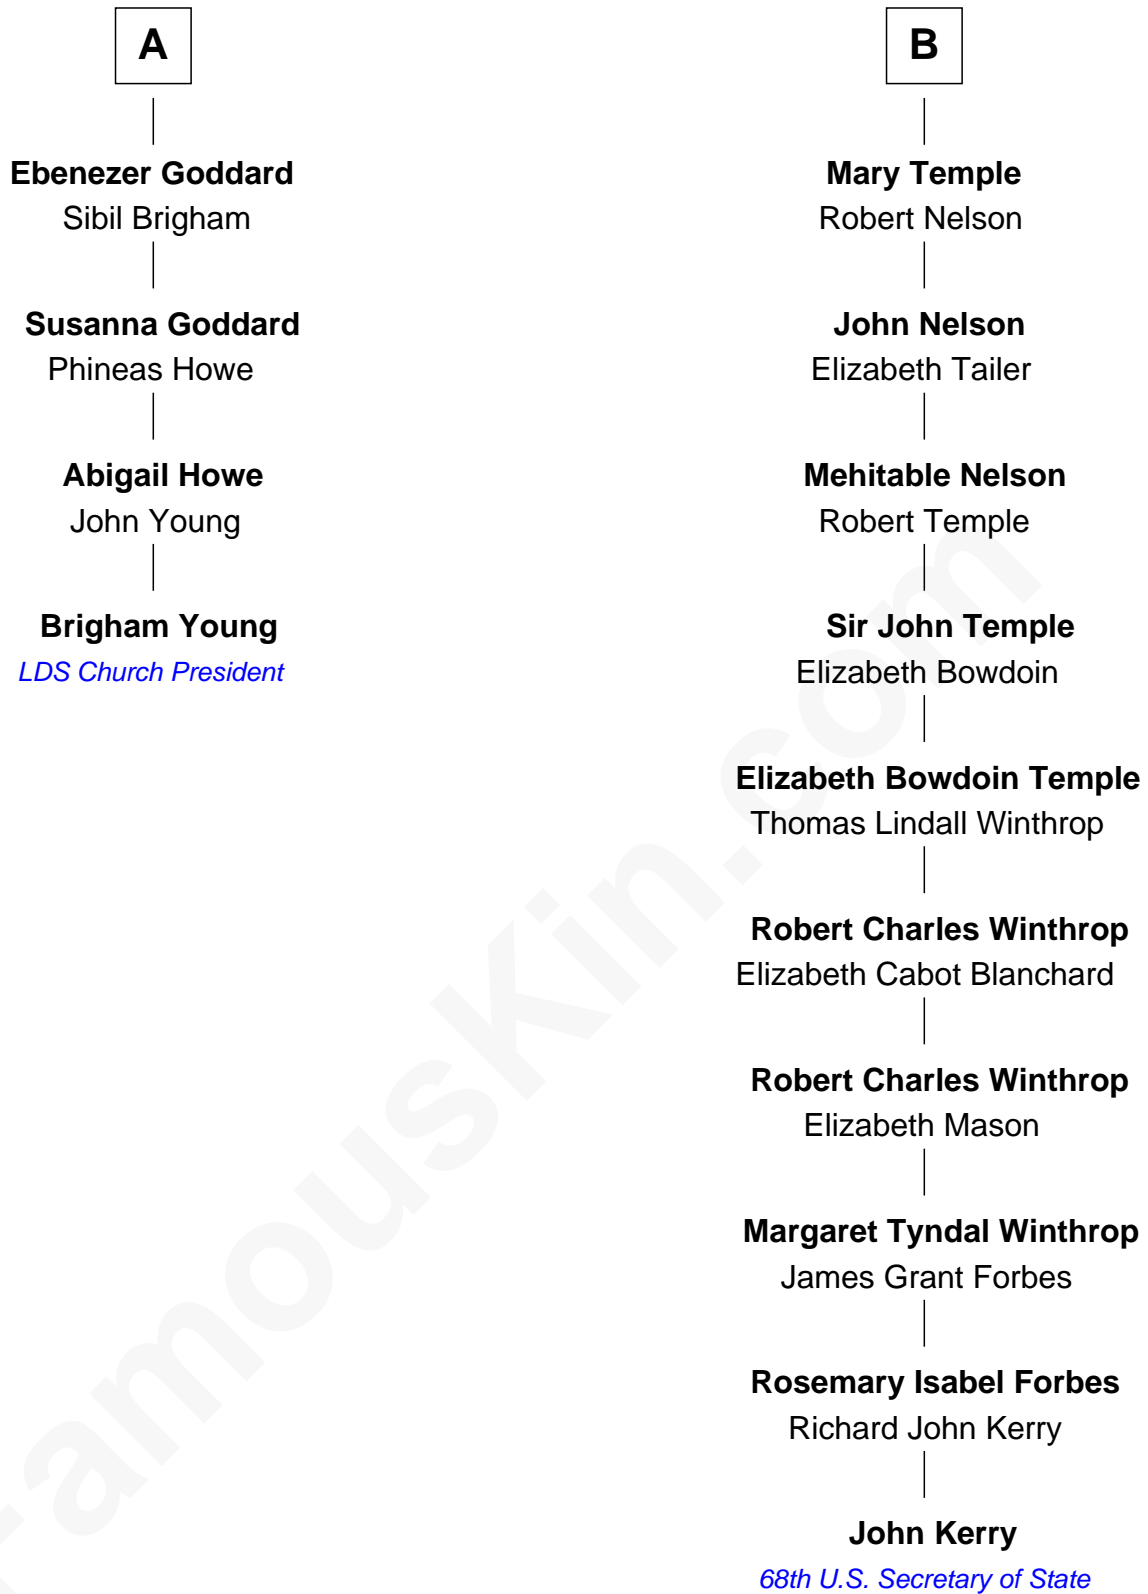 A
Ebenezer Goddard
Sibil Brigham
Susanna Goddard
Phineas Howe
Abigail Howe
John Young
Brigham Young
LDS Church President
B
Mary Temple
Robert Nelson
John Nelson
Elizabeth Tailer
Mehitable Nelson
Robert Temple
Sir John Temple
Elizabeth Bowdoin
Elizabeth Bowdoin Temple
Thomas Lindall Winthrop
Robert Charles Winthrop
Elizabeth Cabot Blanchard
Robert Charles Winthrop
Elizabeth Mason
Margaret Tyndal Winthrop
James Grant Forbes
Rosemary Isabel Forbes
Richard John Kerry
John Kerry
68th U.S. Secretary of State
FamousKin.com